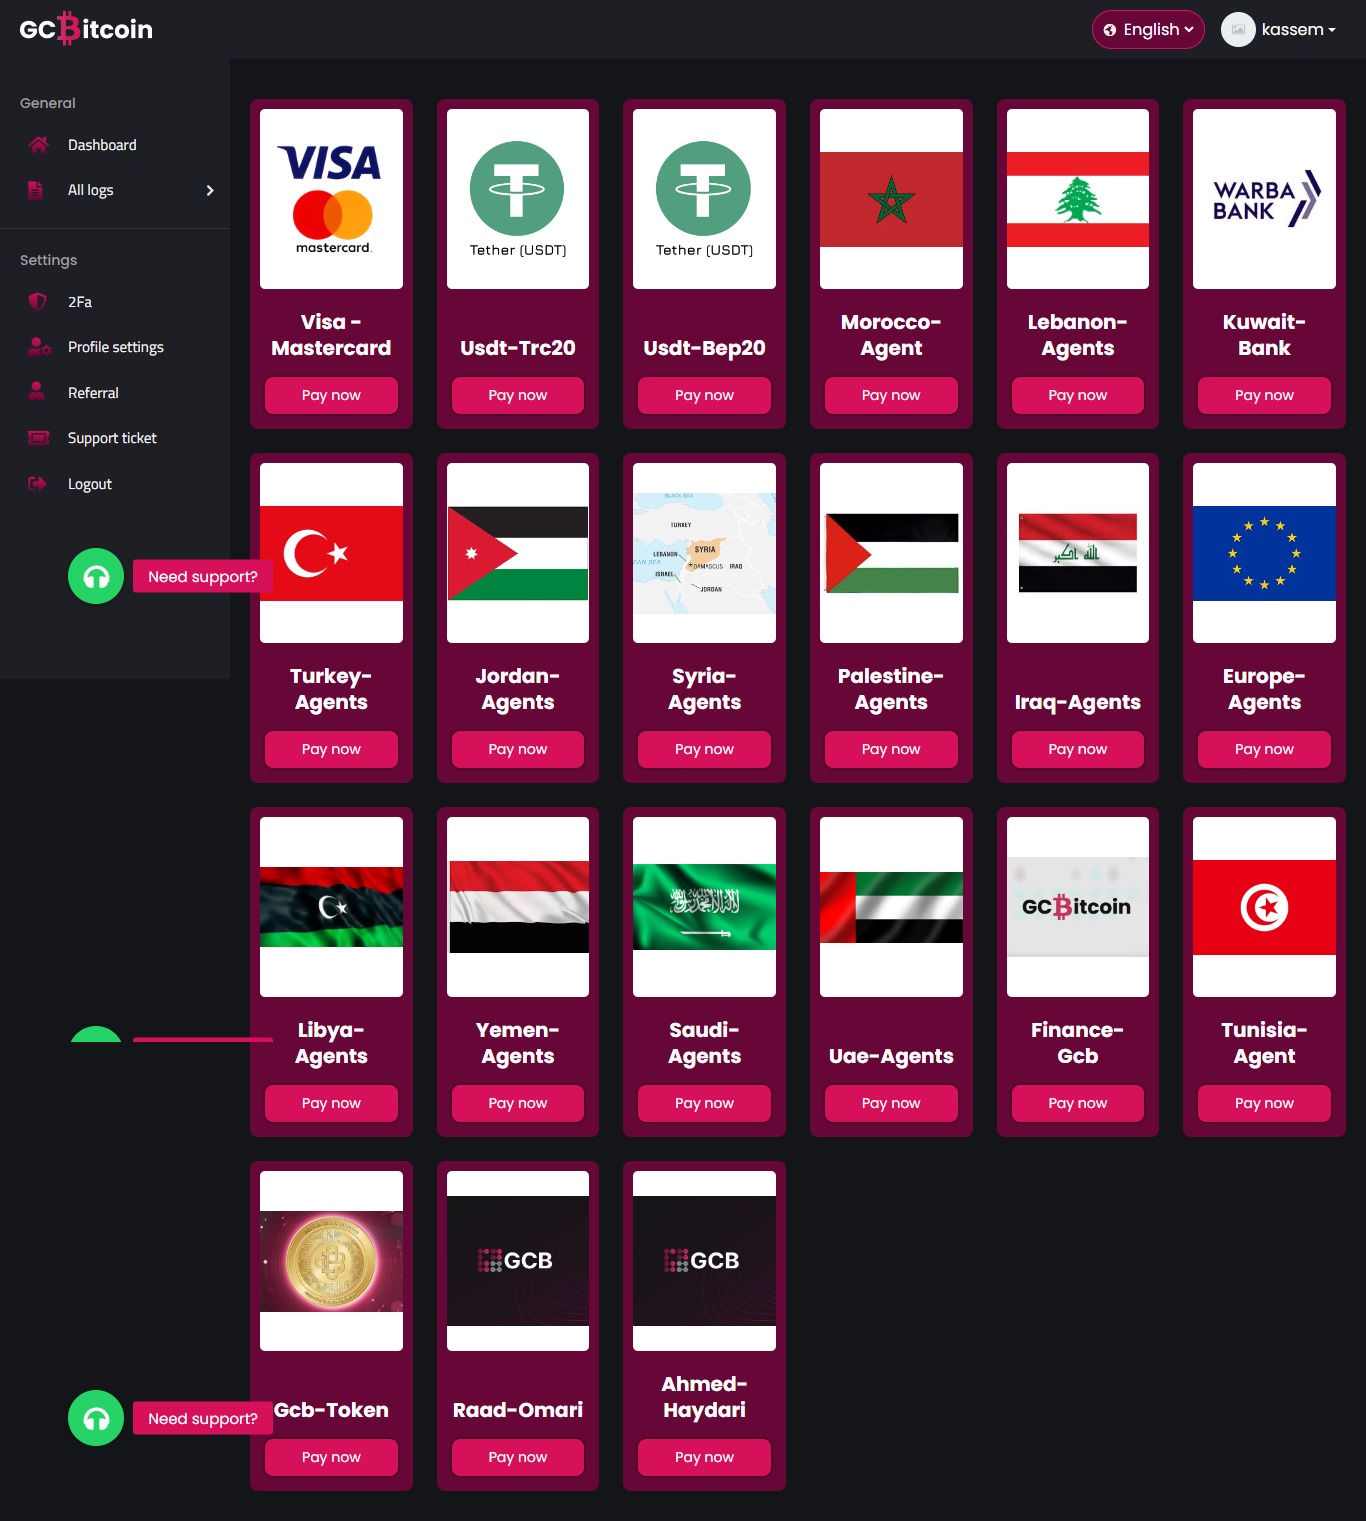 GCBitcoin
English
kassem
General
Dashboard
All logs
Settings
2Fa
Profile settings
Referral
Support ticket
Logout
Need support?
VISA
mastercard.
Visa -
Mastercard
Pay now
Tether (USDT)
Usdt-Trc20
Pay now
Tether (USDT)
Usdt-Bep20
Pay now
Morocco-
Agent
Pay now
Lebanon-
Agents
Pay now
WARBA
BANK
Kuwait-
Bank
Pay now
Turkey-
Agents
Pay now
Jordan-
Agents
Pay now
BLACK SEA
TURKEY
SYRIA
LEBANON
DAMASCUS
IRAQ
EAN SEA
ISRAEL
JORDAN
Syria-
Agents
Pay now
Palestine-
Agents
Pay now
الله اكبر
Iraq-Agents
Pay now
Europe-
Agents
Pay now
Libya-
Agents
Pay now
Yemen-
Agents
Pay now
Saudi-
Agents
Pay now
Uae-Agents
Pay now
GCBitcoin
Finance-
Gcb
Pay now
Tunisia-
Agent
Pay now
Gcb-Token
Pay now
GCB
Raad-Omari
Pay now
GCB
Ahmed-
Haydari
Pay now
Need support?